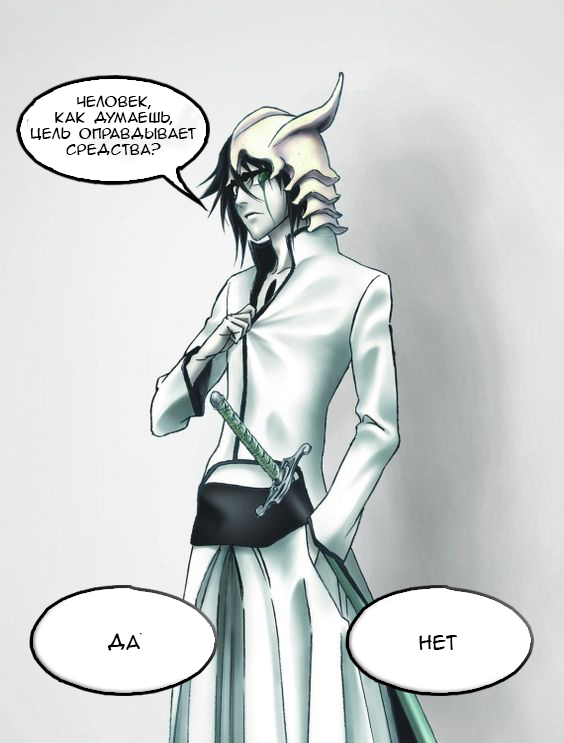 ЧЕЛОВЕК,
КАК ДУМАЕШЬ,
ЦЕЛЬ ОПРАВДЫВАЕТ
СРЕДСТВА?
ДА
НЕТ